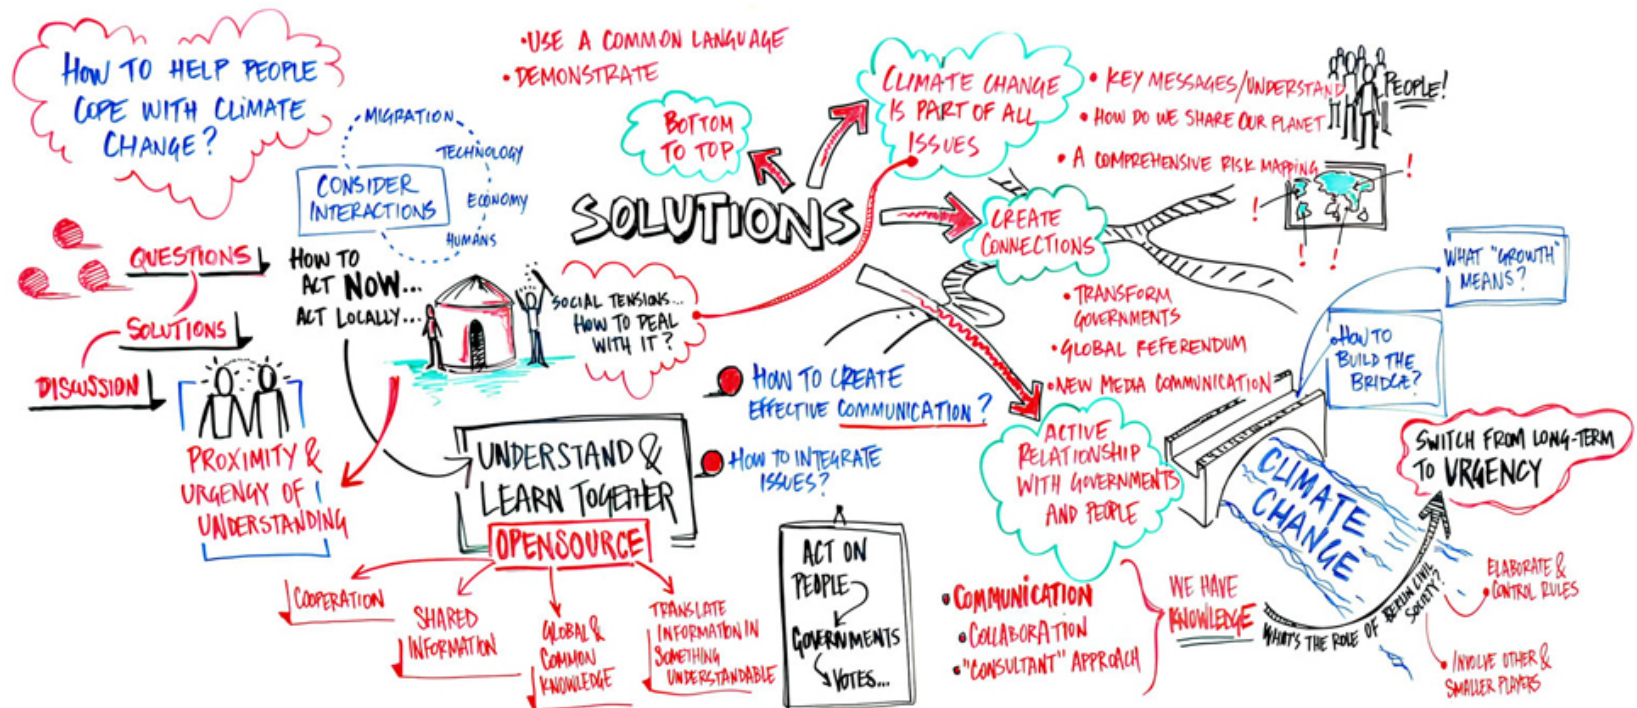 HOW TO HELP PEOPLE
COPE WITH CLIMATE
CHANGE?
MIGRATION
TECHNOLOGY
ECONOMY
HUMANS
CONSIDER
INTERACTIONS
QUESTIONS
SOLUTIONS
DISCUSSION
HOW TO
ACT NOW...
ACT LOCALLY...
PROXIMITY &
URGENCY OF
UNDERSTANDING
SOCIAL TENSIONS...
HOW TO DEAL
WITH IT?
UNDERSTAND &
LEARN TOGETHER
OPENSOURCE
COOPERATION
SHARED
INFORMATION
GLOBAL &
COMMON
KNOWLEDGE
TRANSLATE
INFORMATION IN
SOMETHING
UNDERSTANDABLE
• USE A COMMON LANGUAGE
• DEMONSTRATE
BOTTOM
TO TOP
SOLUTIONS
CLIMATE CHANGE
IS PART OF ALL
ISSUES
• KEY MESSAGES/UNDERSTAND
• HOW DO WE SHARE OUR PLANET
• A COMPREHENSIVE RISK MAPPING
PEOPLE!
! ! ! !
CREATE
CONNECTIONS
• TRANSFORM
GOVERNMENTS
• GLOBAL REFERENDUM
• NEW MEDIA COMMUNICATION
HOW TO CREATE
EFFECTIVE COMMUNICATION?
HOW TO INTEGRATE
ISSUES?
ACT ON
PEOPLE
GOVERNMENTS
VOTES...
ACTIVE
RELATIONSHIP
WITH GOVERNMENTS
AND PEOPLE
• COMMUNICATION
• COLLABORATION
• "CONSULTANT" APPROACH
WE HAVE
KNOWLEDGE
WHAT "GROWTH"
MEANS?
HOW TO
BUILD THE
BRIDGE?
CLIMATE
CHANGE
SWITCH FROM LONG-TERM
TO URGENCY
WHAT'S THE ROLE OF BERLIN CIVIL
SOCIETY?
ELABORATE &
CONTROL RULES
• INVOLVE OTHER &
SMALLER PLAYERS